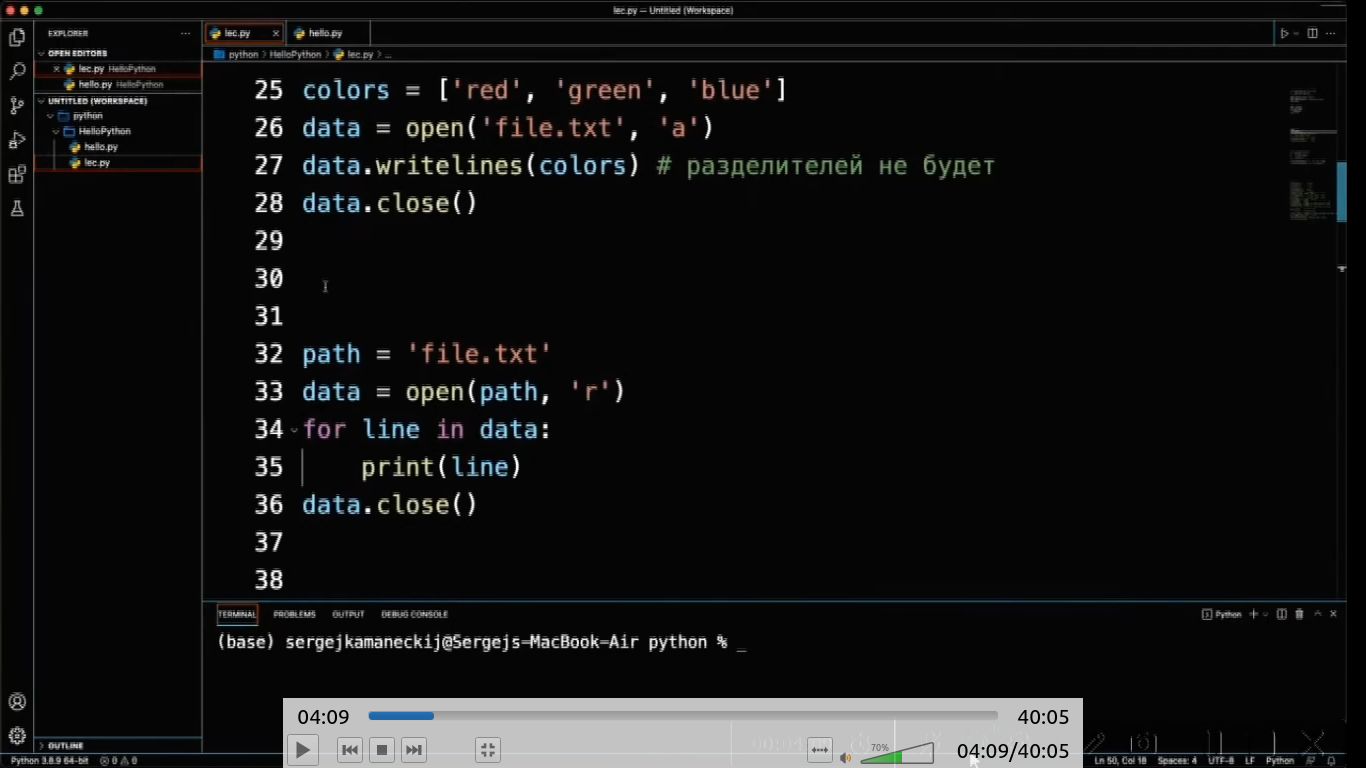 lec.py — Untitled (Workspace)
EXPLORER
OPEN EDITORS
lec.py HelloPython
hello.py HelloPython
UNTITLED (WORKSPACE)
python
HelloPython
hello.py
lec.py
OUTLINE
lec.py hello.py
python > HelloPython > lec.py > ...
25 colors = ['red', 'green', 'blue']
26 data = open('file.txt', 'a')
27 data.writelines(colors) # разделителей не будет
28 data.close()
29
30
31
32 path = 'file.txt'
33 data = open(path, 'r')
34 for line in data:
35 print(line)
36 data.close()
37
38
TERMINAL PROBLEMS OUTPUT DEBUG CONSOLE
Python
(base) sergejkamaneckij@Sergejs-MacBook-Air python % _
04:09 40:05
70% 04:09/40:05
Python 3.8.9 64-bit 0 0 Ln 50, Col 18 Spaces: 4 UTF-8 LF Python